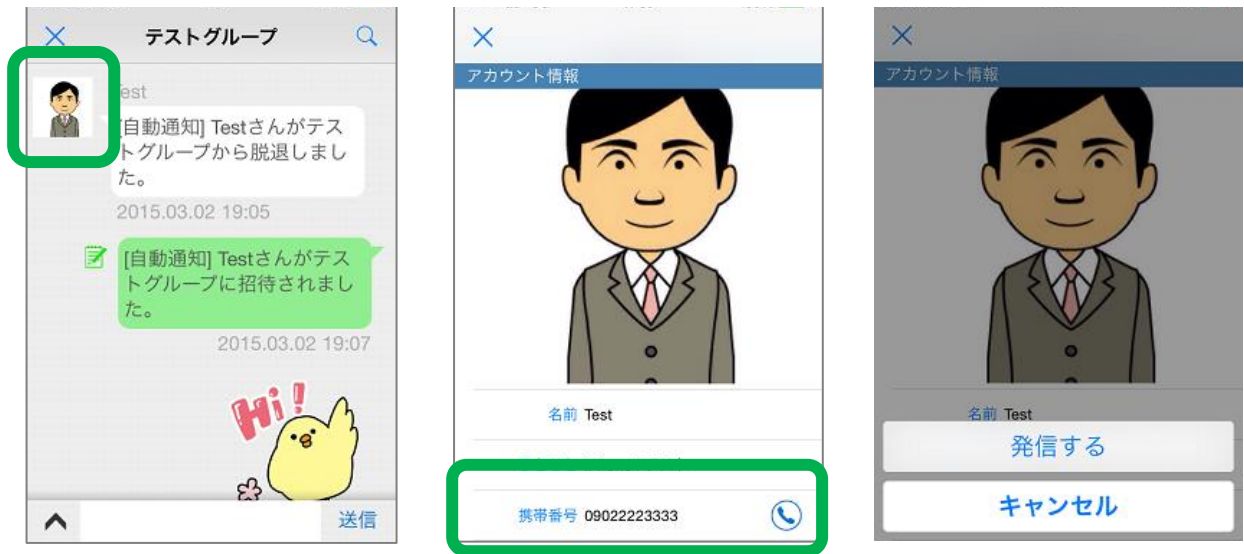 テストグループ
Test
[自動通知] Testさんがテス
トグループから脱退しまし
た。
2015.03.02 19:05
[自動通知] Testさんがテス
トグループに招待されまし
た。
2015.03.02 19:07
Hi!
送信
アカウント情報
名前 Test
携帯番号 09022223333
アカウント情報
名前 Test
発信する
キャンセル